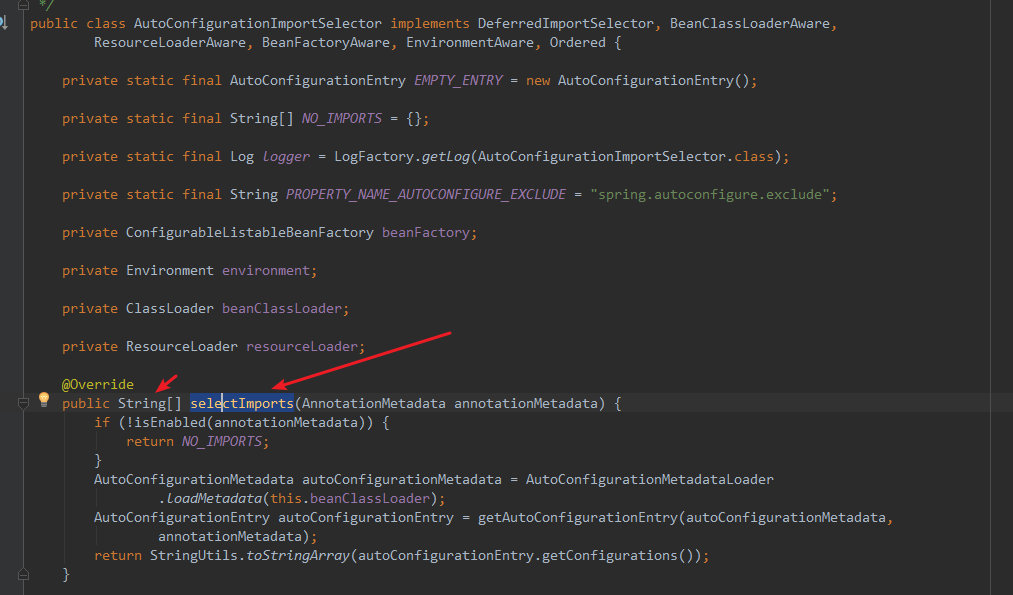 */
public class AutoConfigurationImportSelector implements DeferredImportSelector, BeanClassLoaderAware,
ResourceLoaderAware, BeanFactoryAware, EnvironmentAware, Ordered {
private static final AutoConfigurationEntry EMPTY_ENTRY = new AutoConfigurationEntry();
private static final String[] NO_IMPORTS = {};
private static final Log logger = LogFactory.getLog(AutoConfigurationImportSelector.class);
private static final String PROPERTY_NAME_AUTOCONFIGURE_EXCLUDE = "spring.autoconfigure.exclude";
private ConfigurableListableBeanFactory beanFactory;
private Environment environment;
private ClassLoader beanClassLoader;
private ResourceLoader resourceLoader;
@Override
public String[] selectImports(AnnotationMetadata annotationMetadata) {
if (!isEnabled(annotationMetadata)) {
return NO_IMPORTS;
}
AutoConfigurationMetadata autoConfigurationMetadata = AutoConfigurationMetadataLoader
.loadMetadata(this.beanClassLoader);
AutoConfigurationEntry autoConfigurationEntry = getAutoConfigurationEntry(autoConfigurationMetadata,
annotationMetadata);
return StringUtils.toStringArray(autoConfigurationEntry.getConfigurations());
}